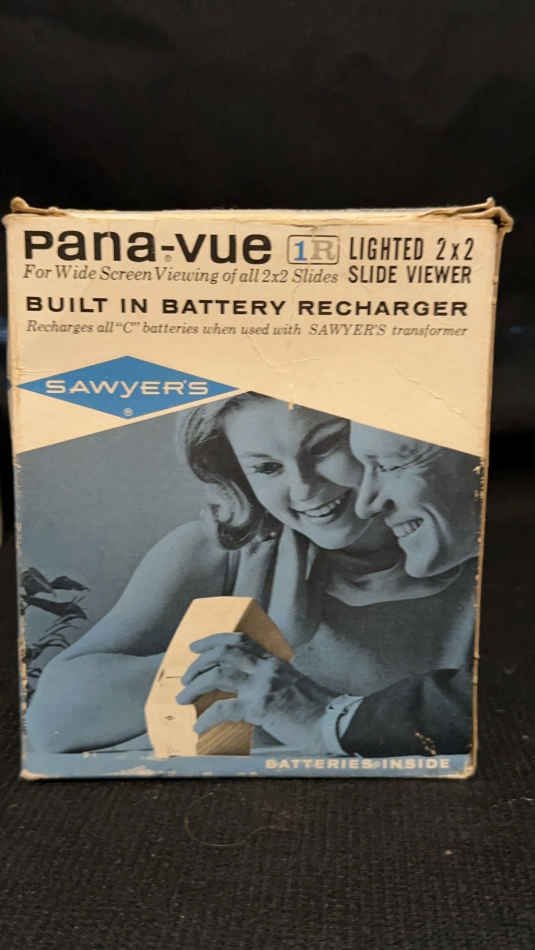 pana-vue 1R LIGHTED 2x2
For Wide Screen Viewing of all 2x2 Slides SLIDE VIEWER
BUILT IN BATTERY RECHARGER
Recharges all "C" batteries when used with SAWYER'S transformer
SAWYER'S
®
BATTERIES INSIDE